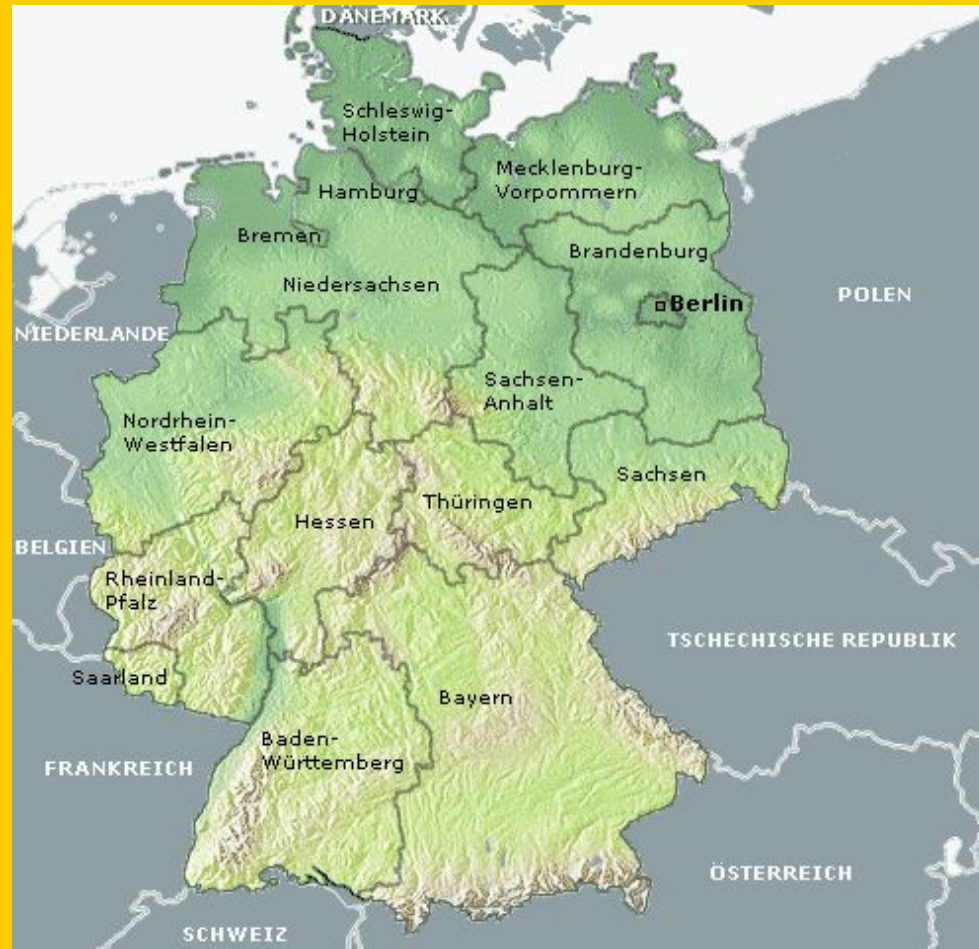 DÄNEMARK
Schleswig-
Holstein
Mecklenburg-
Vorpommern
Hamburg
Bremen
Brandenburg
Niedersachsen
Berlin
POLEN
NIEDERLANDE
Sachsen-
Anhalt
Nordrhein-
Westfalen
Sachsen
Thüringen
Hessen
BELGIEN
Rheinland-
Pfalz
TSCHECHISCHE REPUBLIK
Saarland
Bayern
Baden-
Württemberg
FRANKREICH
ÖSTERREICH
SCHWEIZ